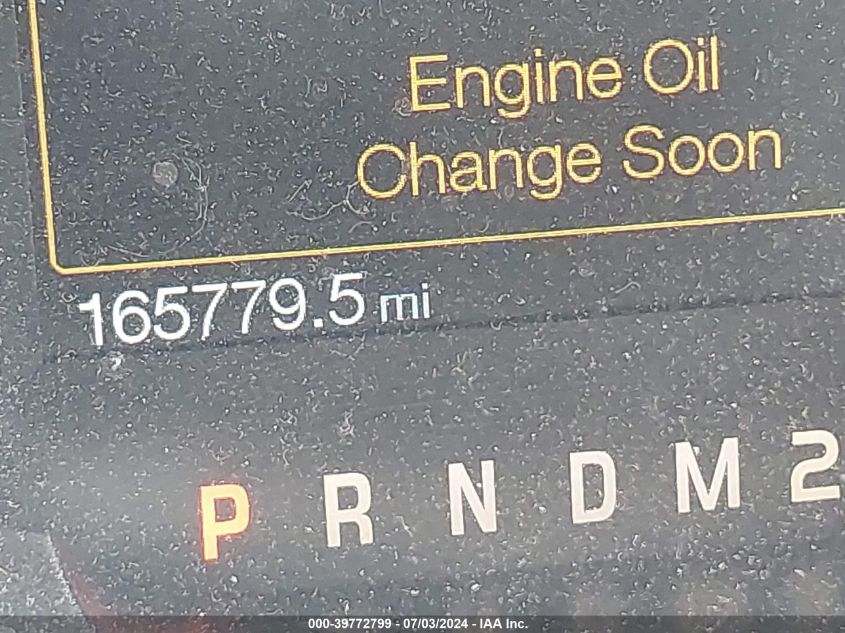 Engine Oil
Change Soon
165779.5 mi
P R N D M 2
000-39772799 - 07/03/2024 - IAA Inc.